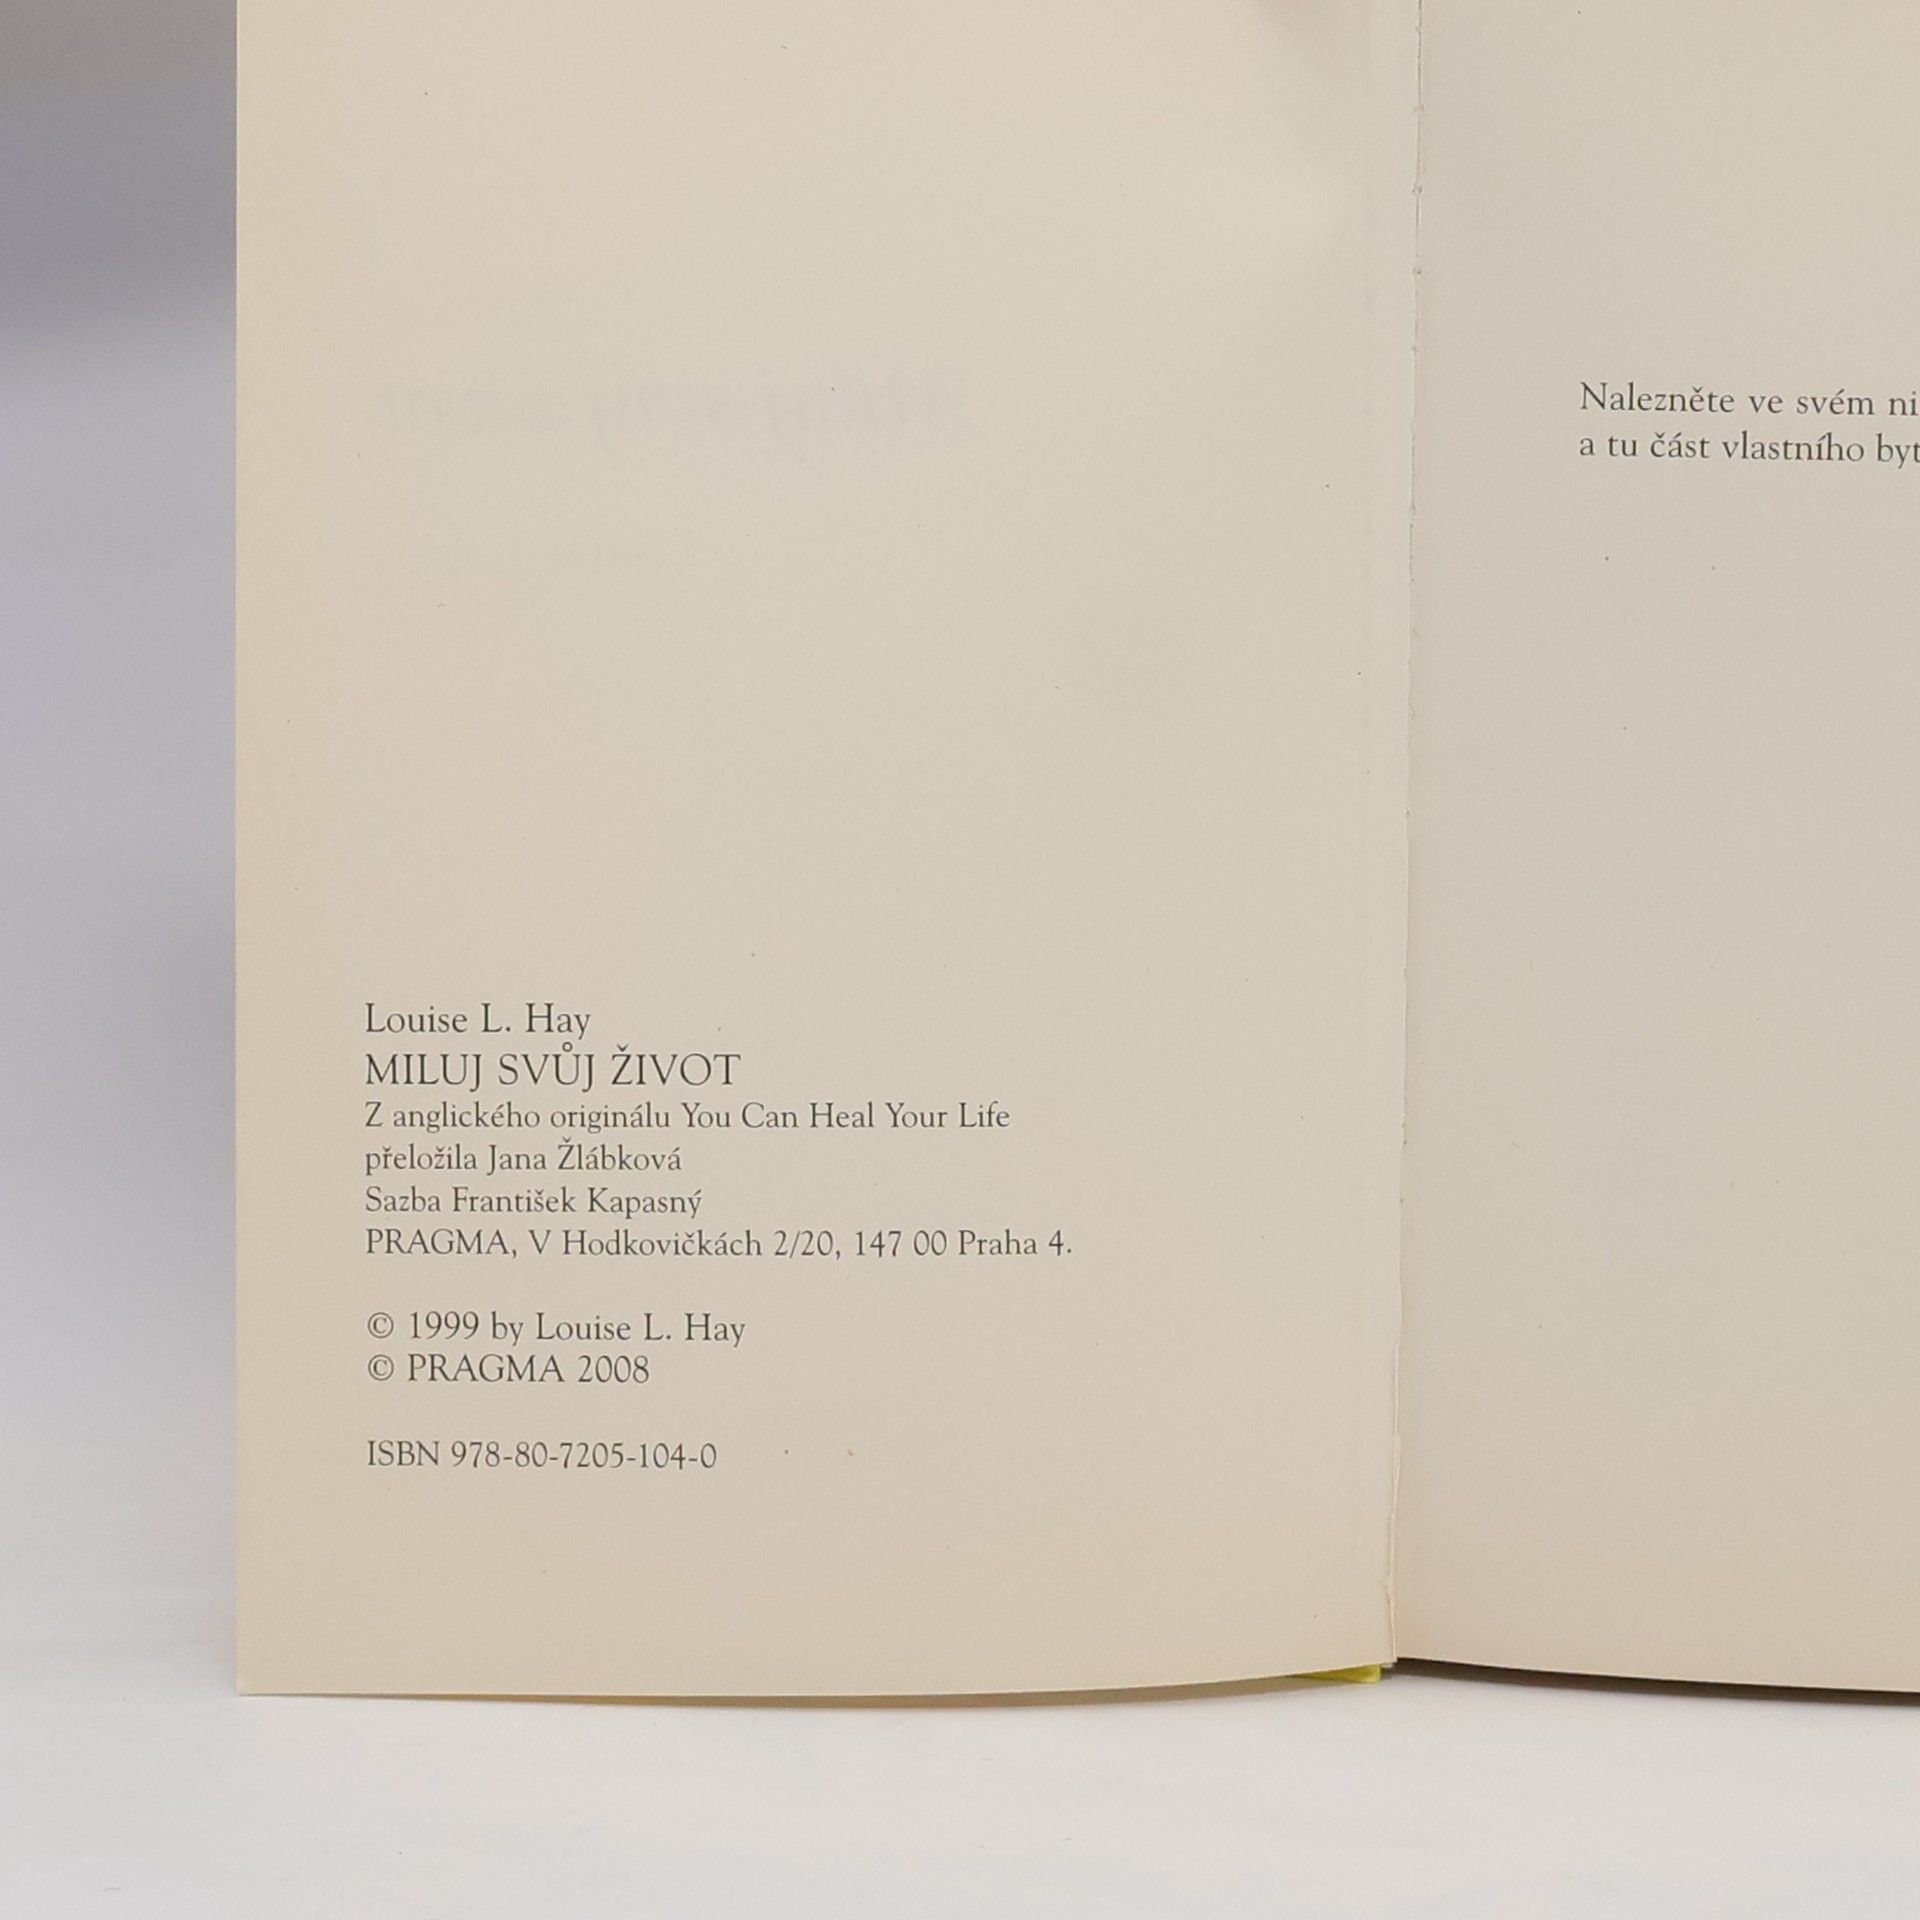 Louise L. Hay
MILUJ SVŮJ ŽIVOT
Z anglického originálu You Can Heal Your Life
přeložila Jana Žlábková
Sazba František Kapasný
PRAGMA, V Hodkovičkách 2/20, 147 00 Praha 4.
© 1999 by Louise L. Hay
© PRAGMA 2008
ISBN 978-80-7205-104-0
Nalezněte ve svém
a tu část vlastního